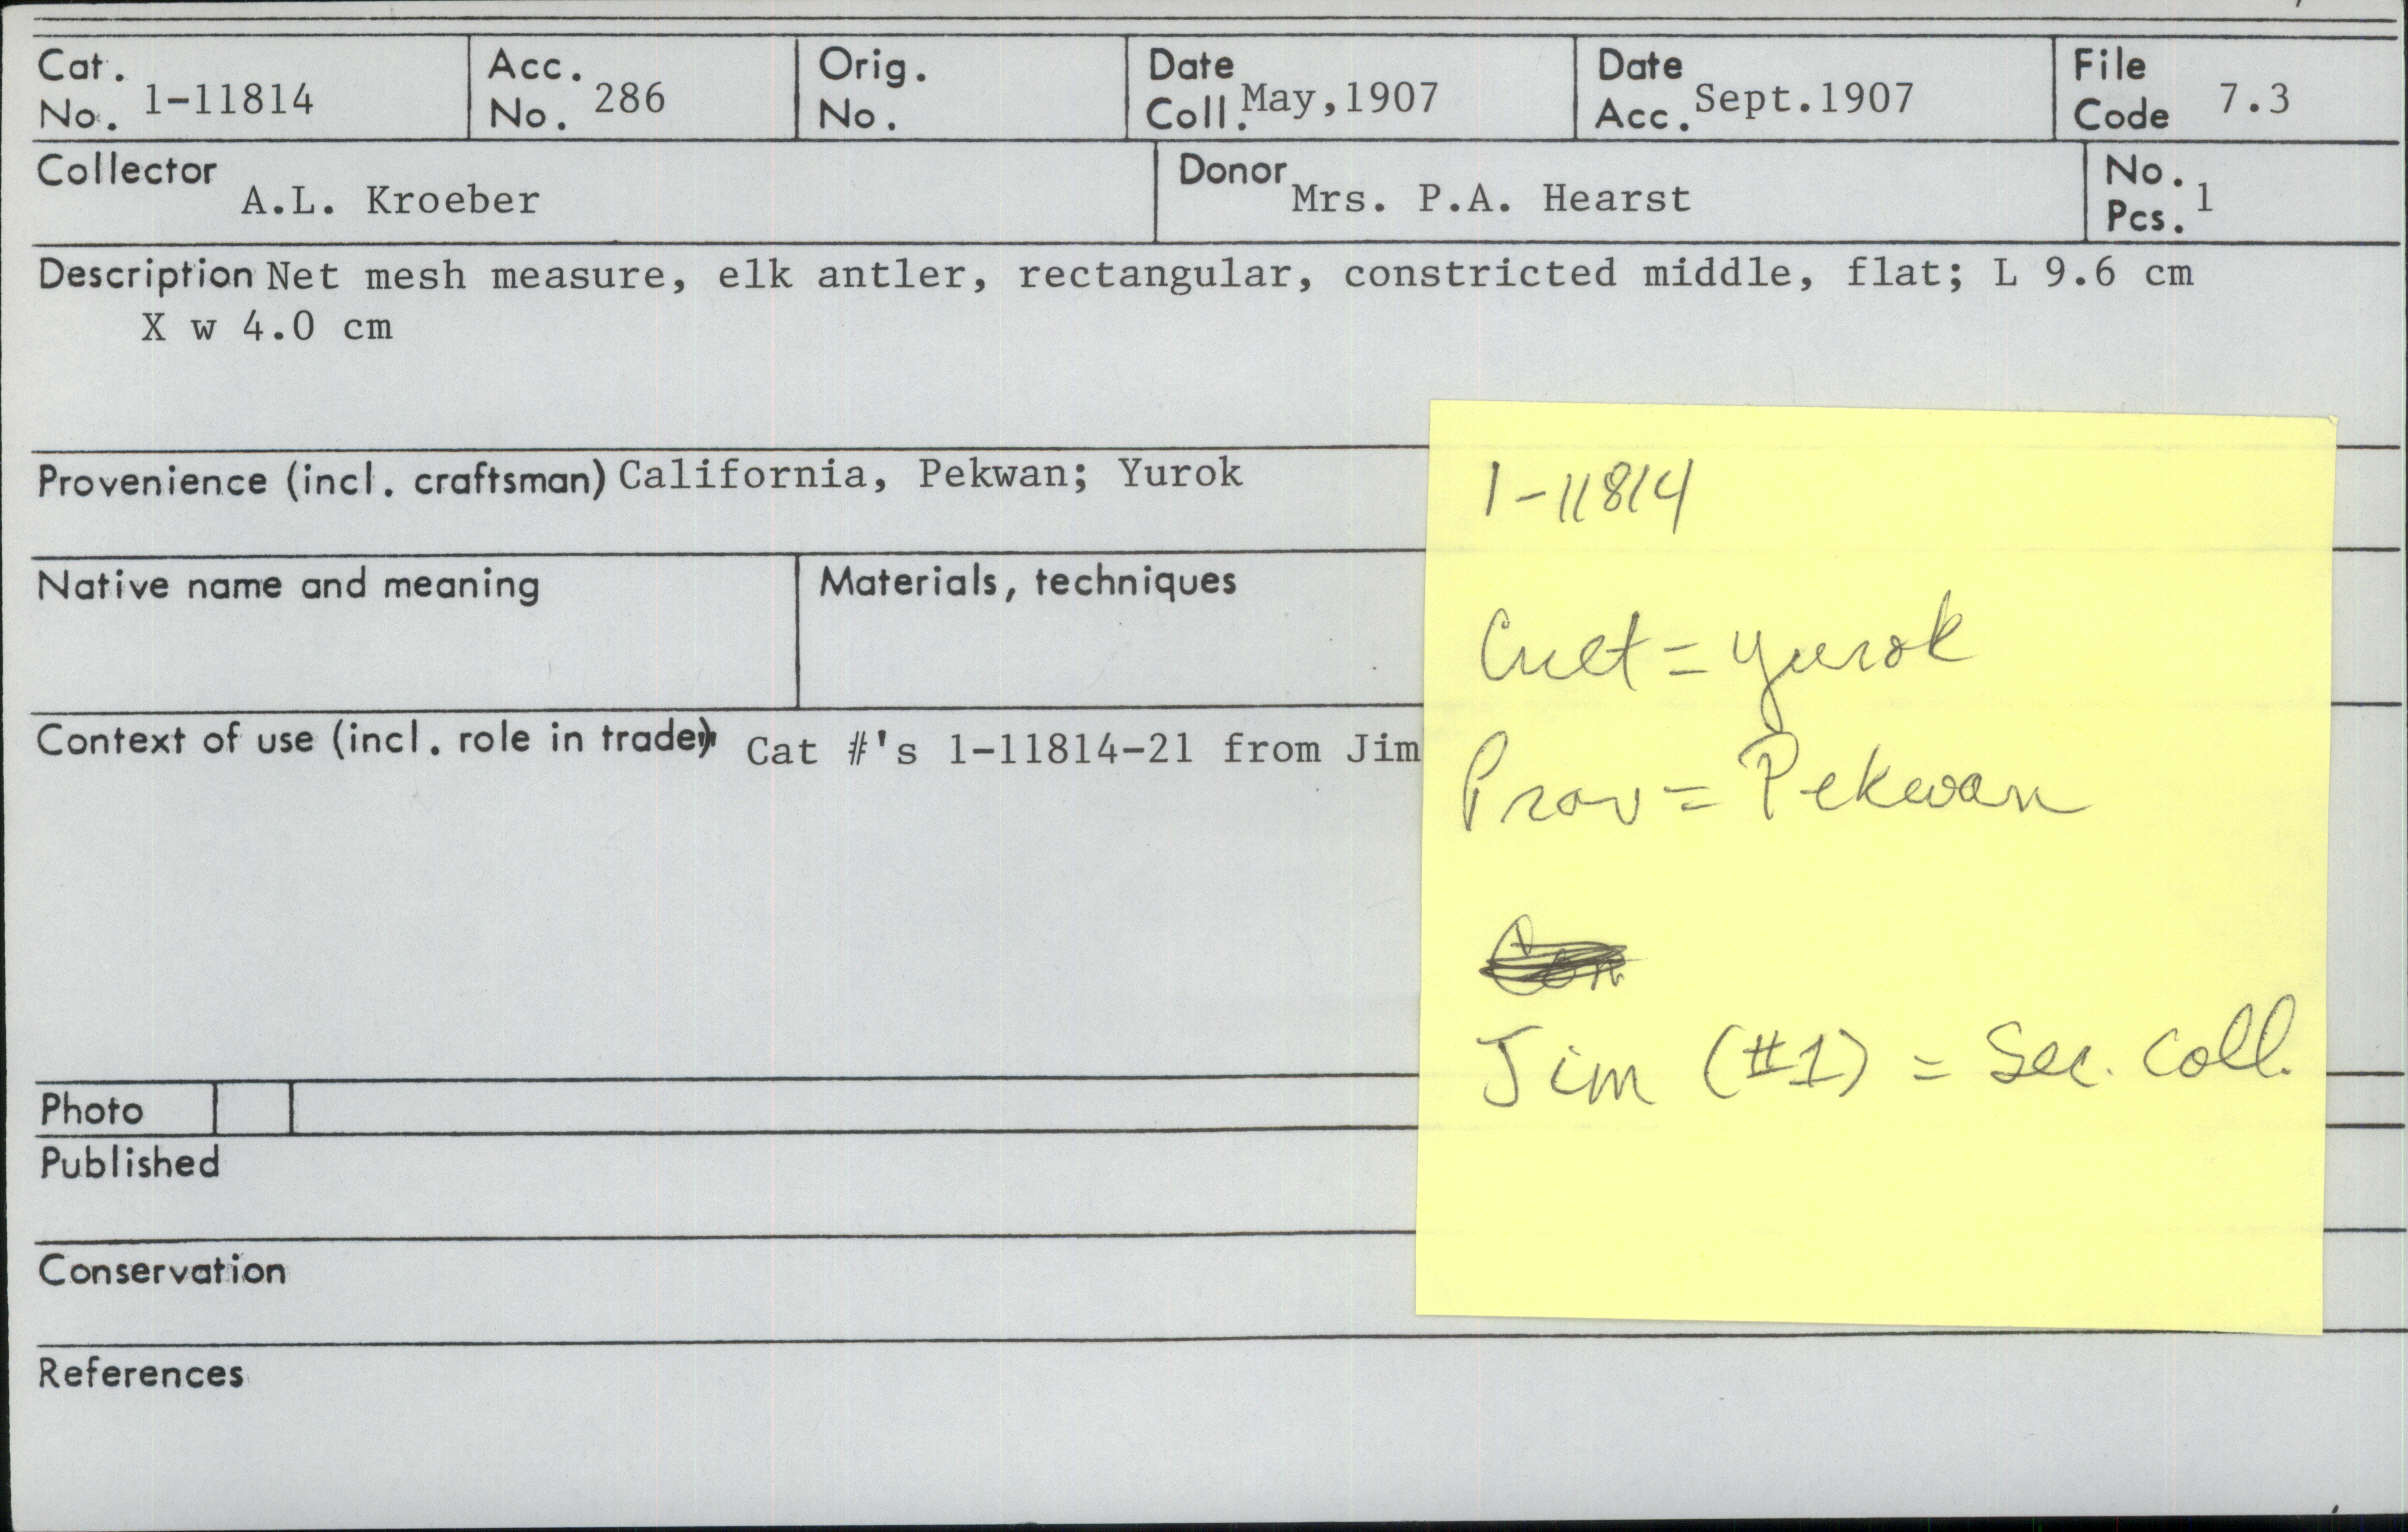 Cat. No. 1-11814
Acc. No. 286
Orig. No.
Date Coll. May,1907
Date Acc. Sept.1907
File Code 7.3
Collector A.L. Kroeber
Donor Mrs. P.A. Hearst
No. Pcs. 1
Description Net mesh measure, elk antler, rectangular, constricted middle, flat; L 9.6 cm
X w 4.0 cm
Provenience (incl. craftsman) California, Pekwan; Yurok
Native name and meaning
Materials, techniques
Context of use (incl. role in trade) Cat #'s 1-11814-21 from Jim
Photo
Published
Conservation
References
1-11814
Cult = Yurok
Prov = Pekwan
Jim (#1) = Sec. Coll.